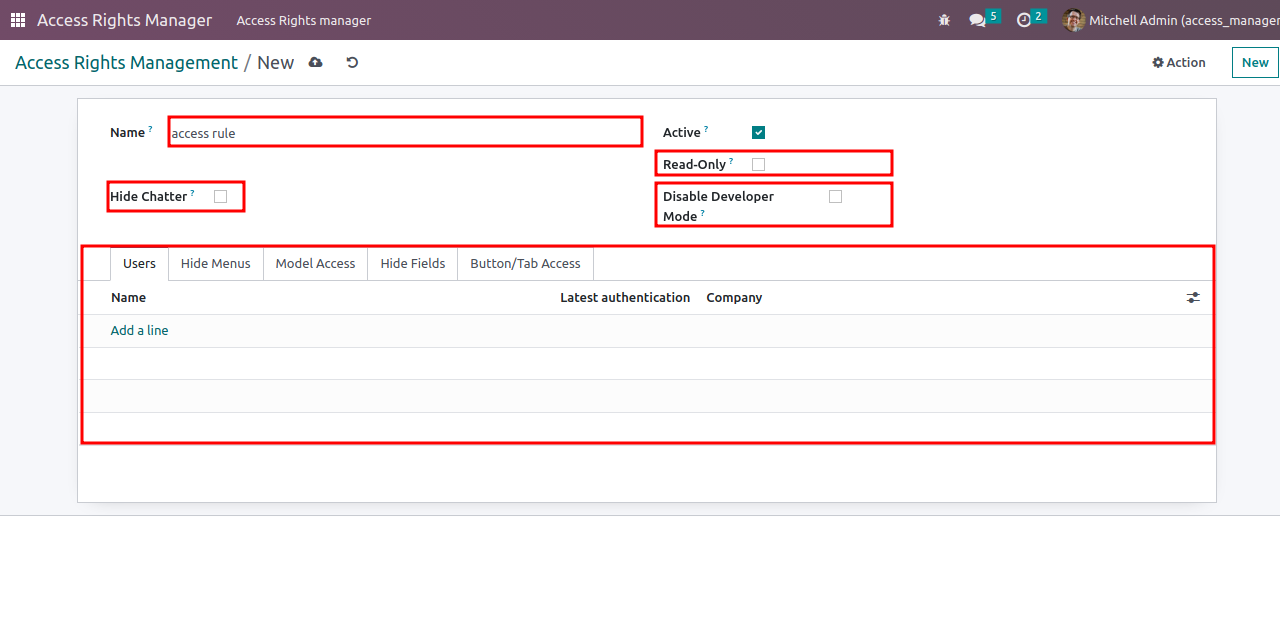 Access Rights Manager Access Rights manager 5 2 Mitchell Admin (access_manager
Access Rights Management / New Action New
Name ? access rule Active ?
Read-Only ?
Hide Chatter ? Disable Developer
Mode ?
Users Hide Menus Model Access Hide Fields Button/Tab Access
Name Latest authentication Company
Add a line